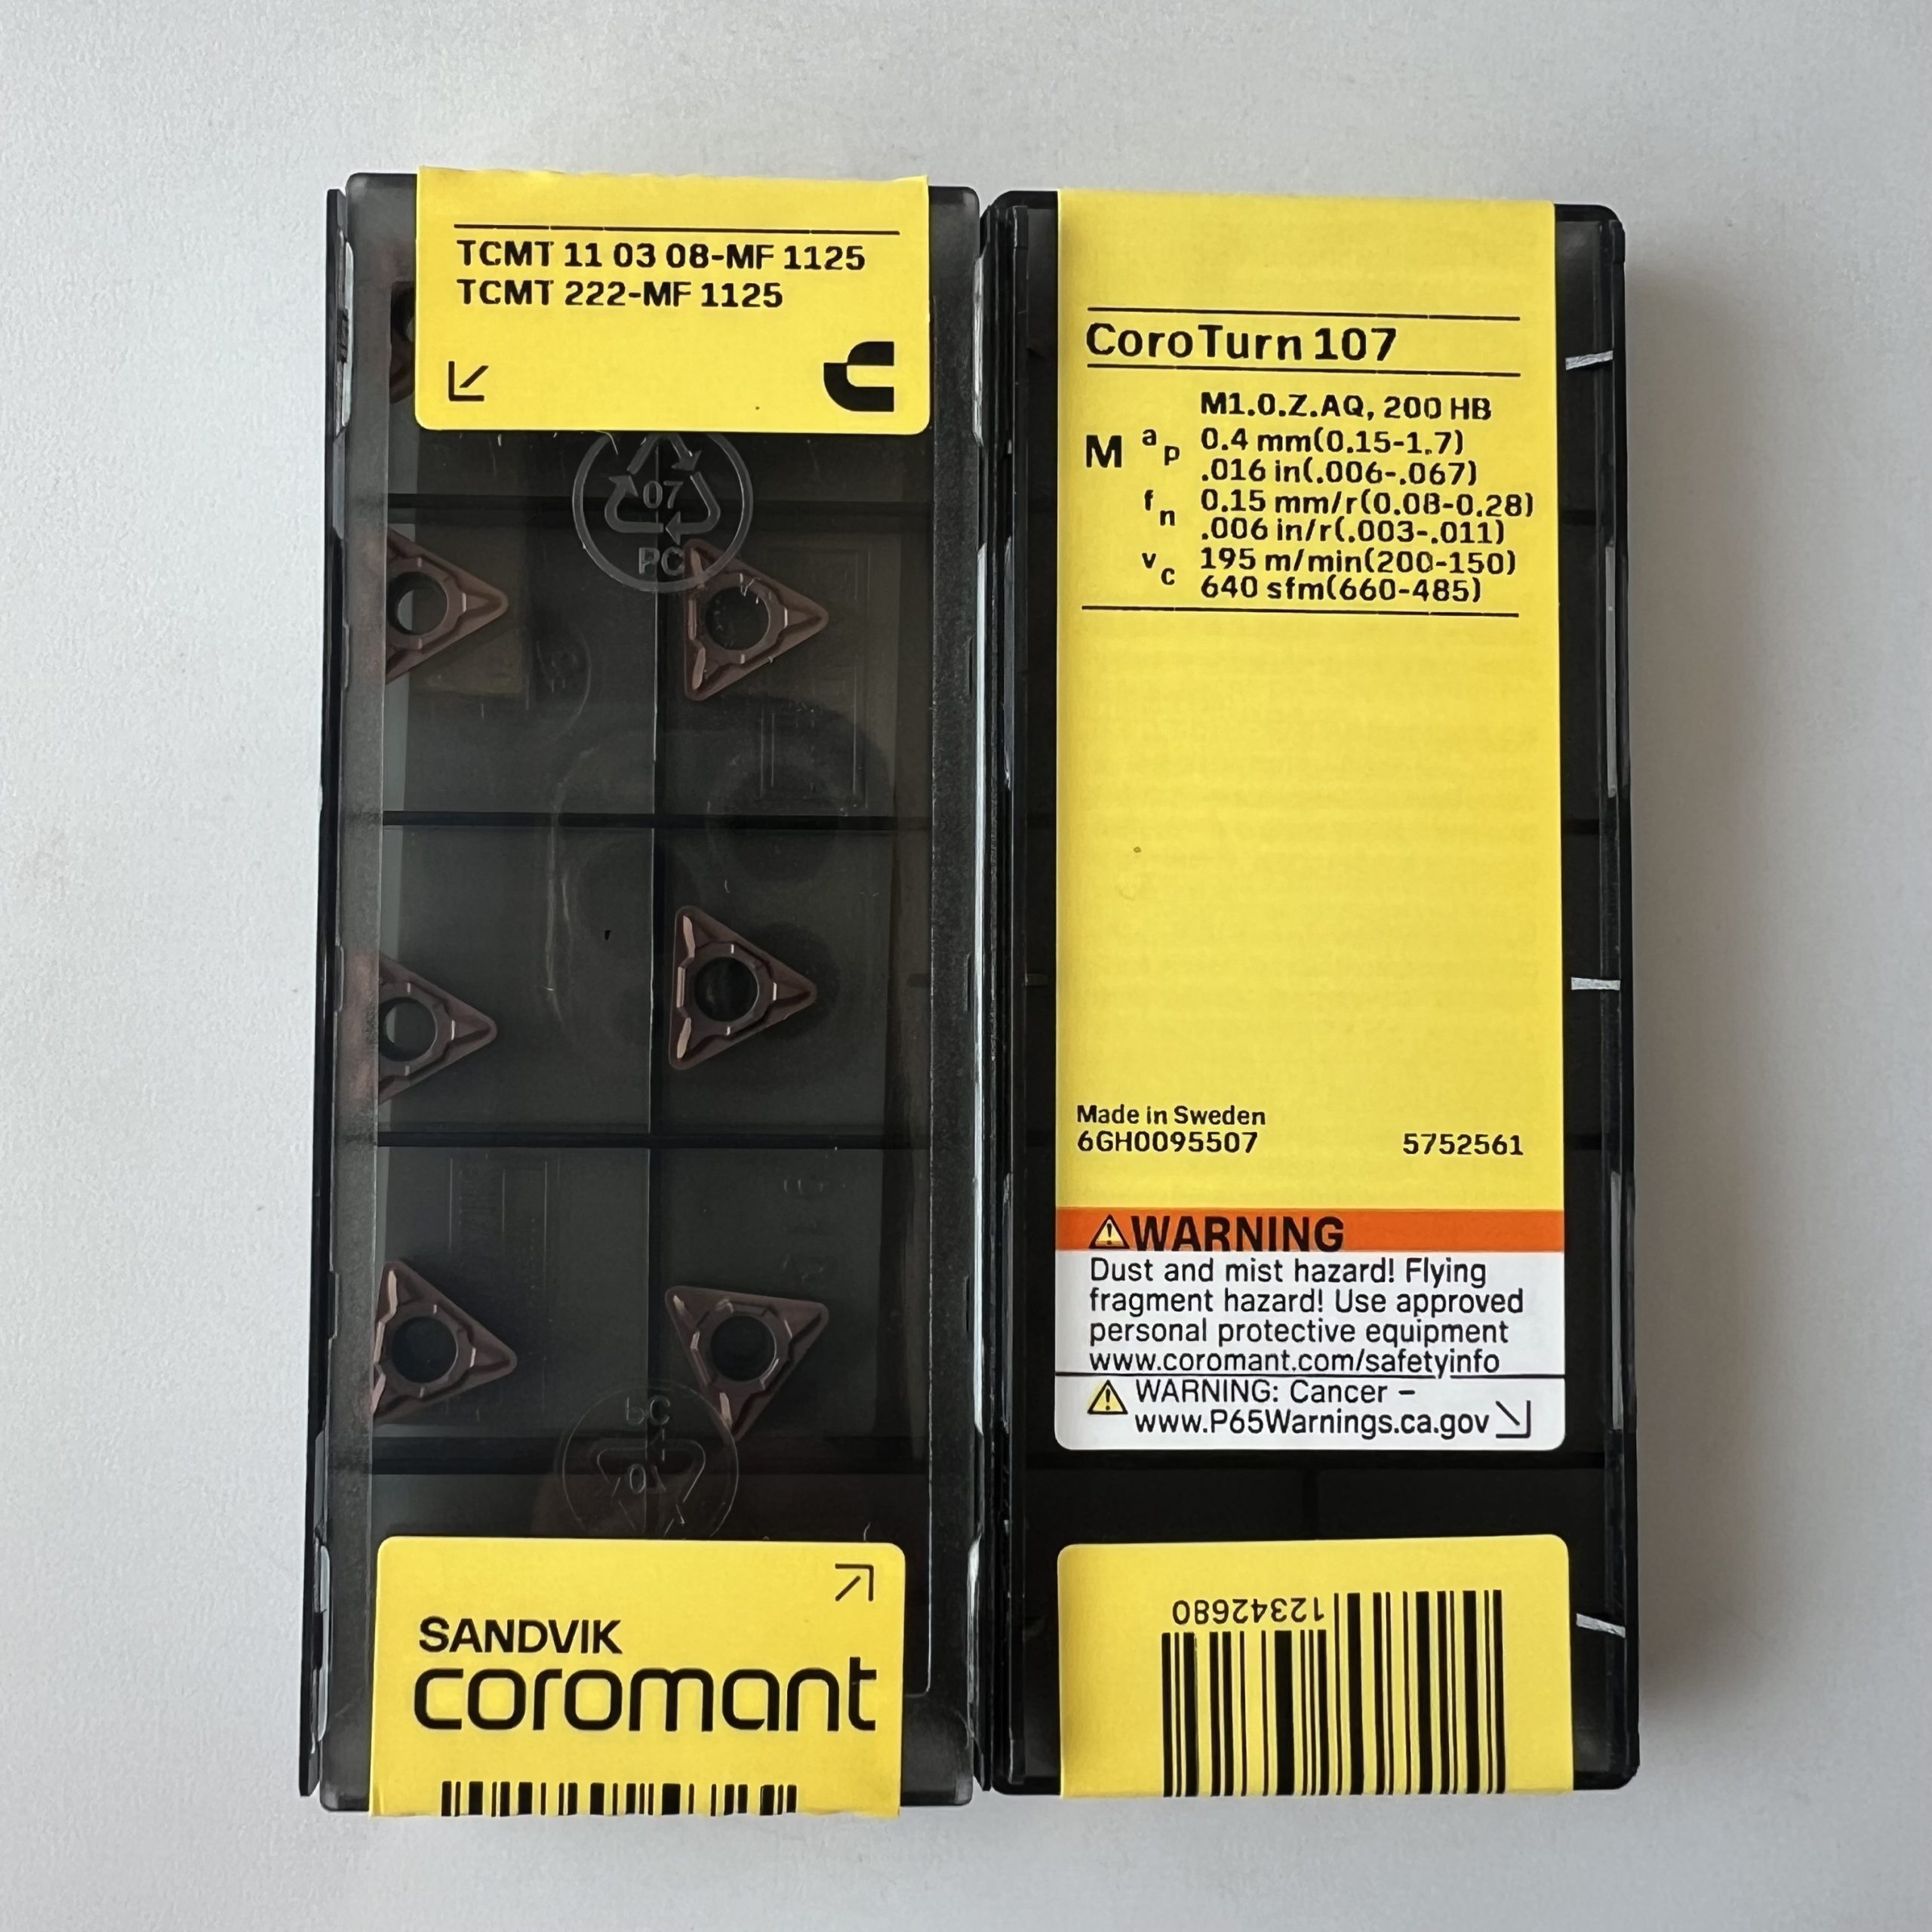 TCMT 11 03 08-MF 1125
TCMT 222-MF 1125
07
PC
PC
07
SANDVIK
coromant
CoroTurn 107
M1.0.Z.AQ, 200 HB
M ap 0.4 mm(0.15-1.7)
.016 in(.006-.067)
fn 0.15 mm/r(0.08-0.28)
.006 in/r(.003-.011)
vc 195 m/min(200-150)
640 sfm(660-485)
Made in Sweden
6GH0095507 5752561
WARNING
Dust and mist hazard! Flying
fragment hazard! Use approved
personal protective equipment
www.coromant.com/safetyinfo
WARNING: Cancer –
www.P65Warnings.ca.gov
12342680